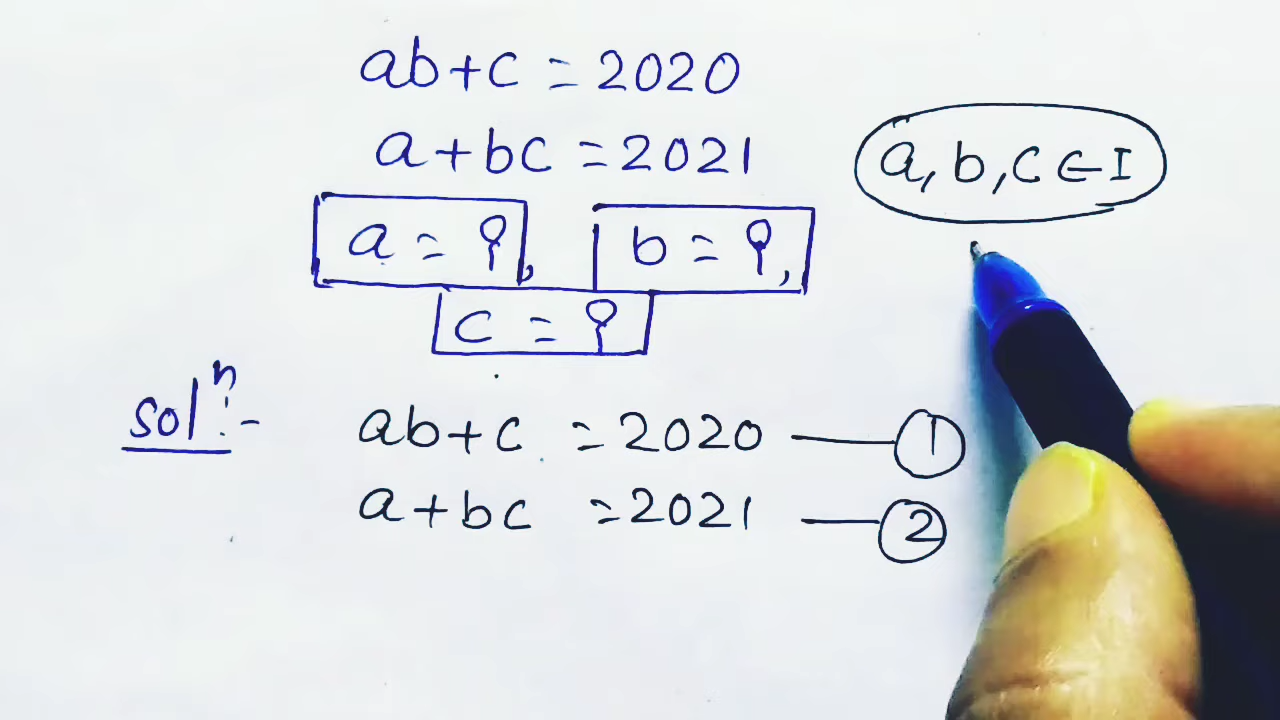 ab+c = 2020
a+bc = 2021
a, b, c ∈ I
a = ?, b = ?,
c = ?
solⁿ:- ab+c = 2020 — ①
a+bc = 2021 — ②